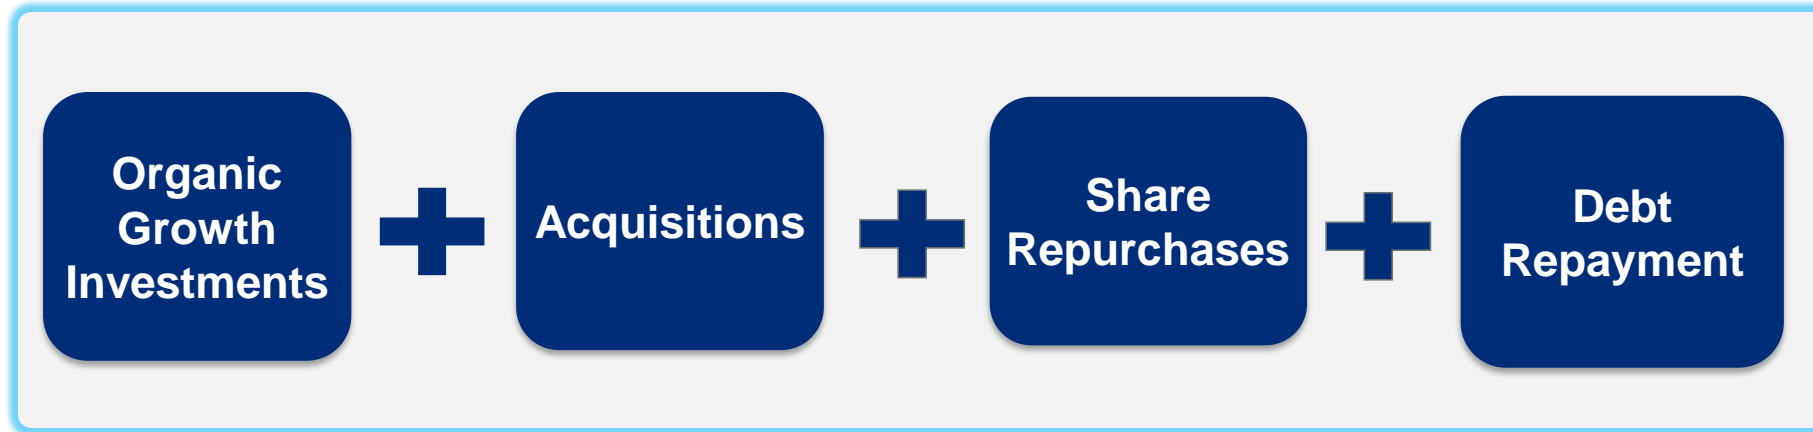 Organic
Growth
Investments
Acquisitions
Share
Repurchases
Debt
Repayment